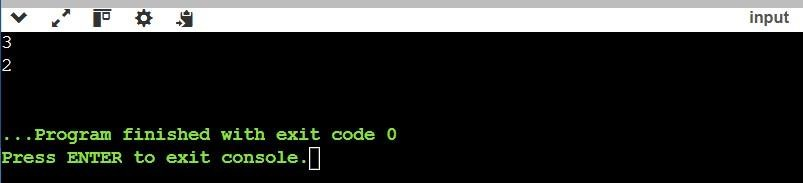 input
3
2
...Program finished with exit code 0
Press ENTER to exit console.